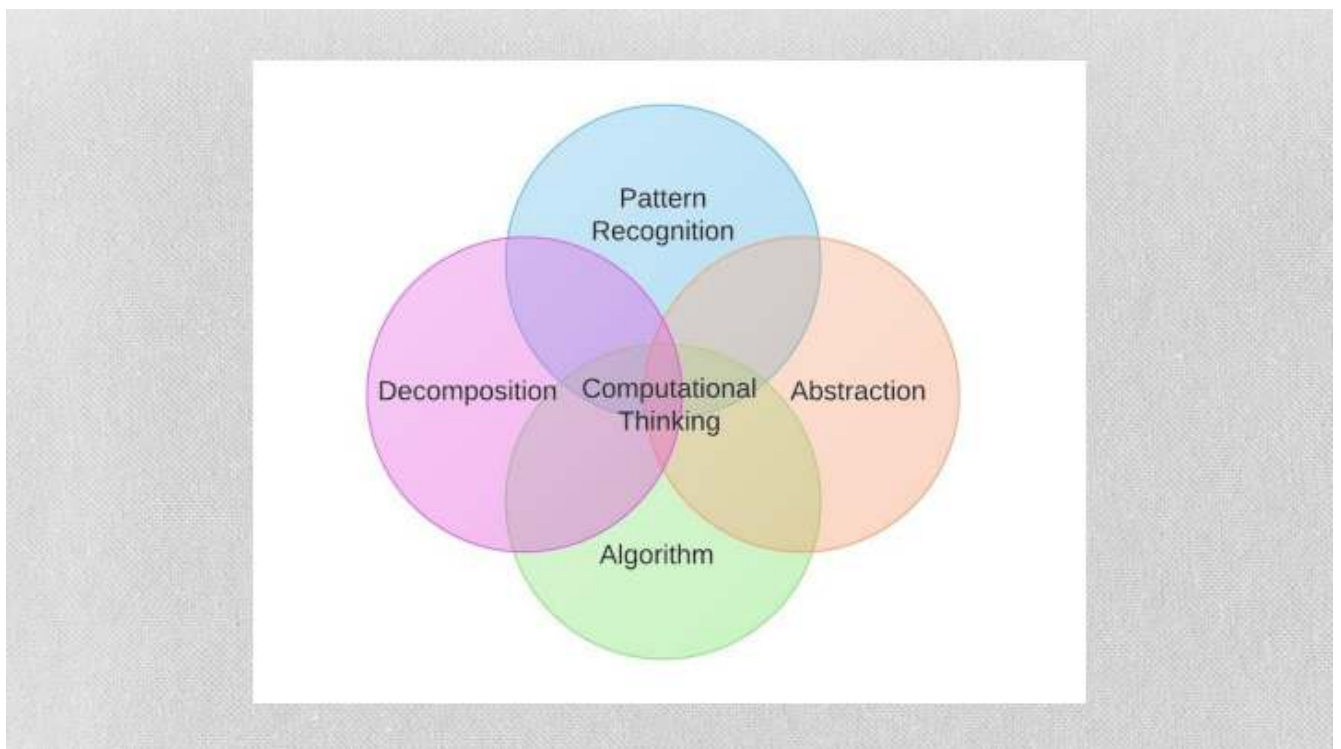 Pattern
Recognition
Decomposition
Computational
Thinking
Abstraction
Algorithm